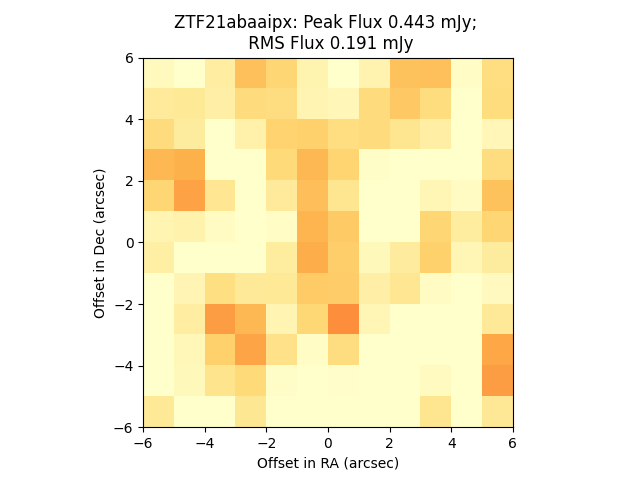 ZTF21abaaipx: Peak Flux 0.443 mJy;
RMS Flux 0.191 mJy
6
4
2
0
−2
−4
−6
Offset in Dec (arcsec)
−6 −4 −2 0 2 4 6
Offset in RA (arcsec)